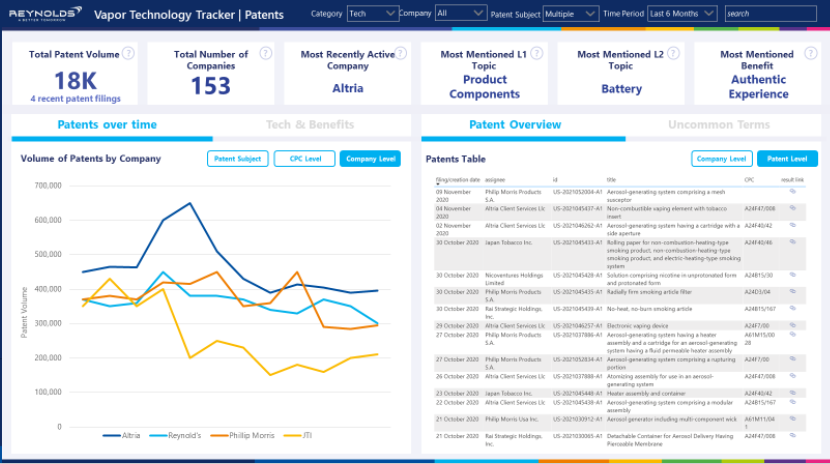 REYNOLDS
A BETTER TOMORROW
Vapor Technology Tracker | Patents
Category Tech
Company All
Patent Subject Multiple
Time Period Last 6 Months
search
Total Patent Volume ?
18K
4 recent patent filings
Total Number of Companies ?
153
Most Recently Active Company ?
Altria
Most Mentioned L1 Topic ?
Product Components
Most Mentioned L2 Topic ?
Battery
Most Mentioned Benefit ?
Authentic Experience
Patents over time
Tech & Benefits
Patent Overview
Uncommon Terms
Volume of Patents by Company
Patent Subject
CPC Level
Company Level
Patent Volume
700,000
600,000
500,000
400,000
300,000
200,000
100,000
0
Altria
Reynold's
Phillip Morris
JTI
Patents Table
Company Level
Patent Level
filing/creation date assignee id title CPC result link
09 November 2020 Philip Morris Products S.A. US-2021052004-A1 Aerosol-generating system comprising a mesh susceptor
04 November 2020 Altria Client Services Llc US-2021045437-A1 Non-combustible vaping element with tobacco insert A24F47/008
02 November 2020 Altria Client Services Llc US-2021046262-A1 Aerosol-generating system having a cartridge with a side aperture A24F40/42
30 October 2020 Japan Tobacco Inc. US-2021045433-A1 Rolling paper for non-combustion-heating-type smoking product, non-combustion-heating-type smoking product, and electric-heating-type smoking system A24F40/46
30 October 2020 Nicoventures Holdings Limited US-2021045428-A1 Solution comprising nicotine in unprotonated form and protonated form A24B15/30
30 October 2020 Philip Morris Products S.A. US-2021045435-A1 Radially firm smoking article filter A24D3/04
30 October 2020 Rai Strategic Holdings, Inc. US-2021045439-A1 No-heat, no-burn smoking article A24B15/167
29 October 2020 Altria Client Services Llc US-2021046257-A1 Electronic vaping device A24F7/00
27 October 2020 Philip Morris Products S.A. US-2021037886-A1 Aerosol-generating system having a heater assembly and a cartridge for an aerosol-generating system having a fluid permeable heater assembly A61M15/0028
27 October 2020 Philip Morris Products S.A. US-2021052834-A1 Aerosol-generating system comprising a rupturing portion A24F7/00
26 October 2020 Altria Client Services Llc US-2021037888-A1 Atomizing assembly for use in an aerosol-generating system A24F47/008
23 October 2020 Japan Tobacco Inc. US-2021045448-A1 Heater assembly and container A24F40/42
22 October 2020 Altria Client Services Llc US-2021045438-A1 Aerosol-generating system comprising a modular assembly A24B15/167
21 October 2020 Philip Morris Usa Inc. US-2021030912-A1 Aerosol generator including multi-component wick A61M11/041
21 October 2020 Rai Strategic Holdings, Inc. US-2021030065-A1 Detachable Container for Aerosol Delivery Having Pierceable Membrane A24F47/008